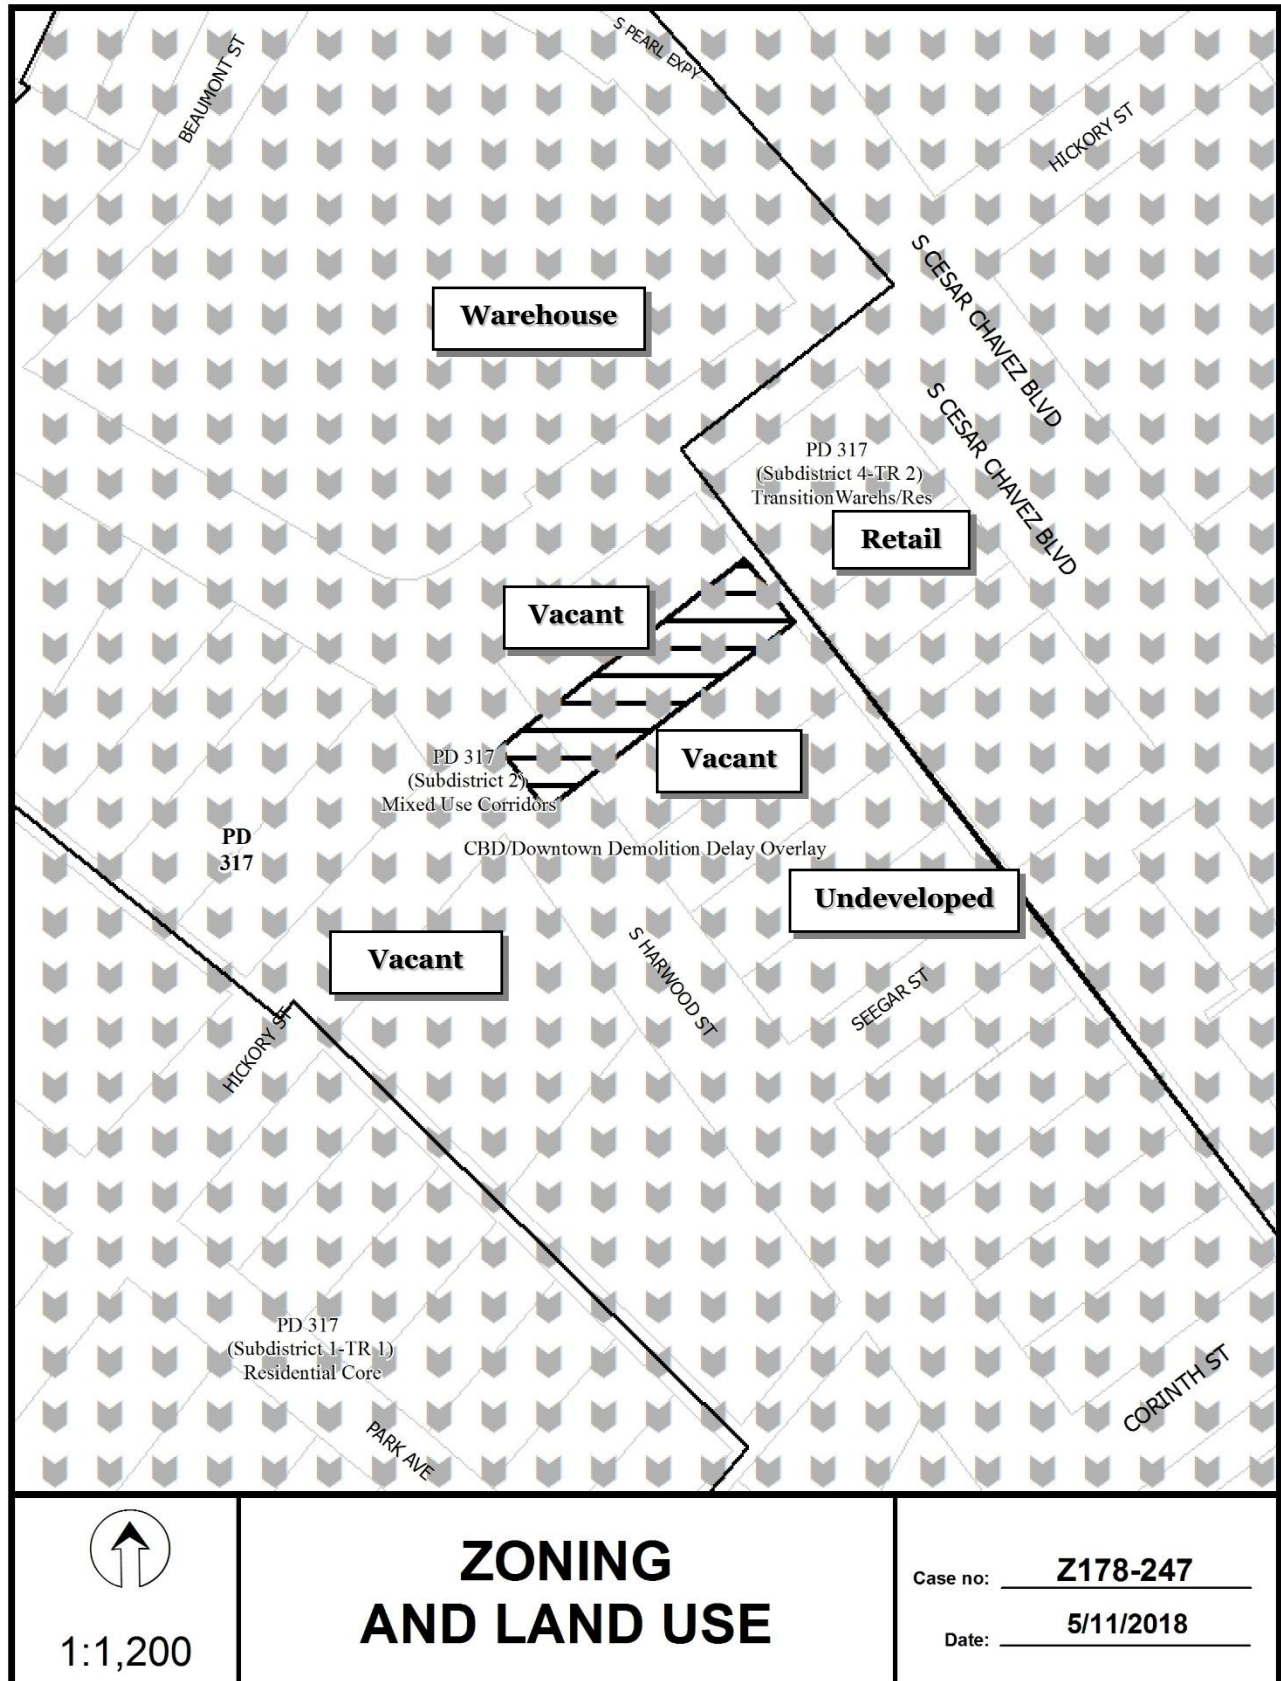 S PEARL EXPY
BEAUMONT ST
HICKORY ST
S CESAR CHAVEZ BLVD
Warehouse
S CESAR CHAVEZ BLVD
PD 317
(Subdistrict 4-TR 2)
TransitionWarehs/Res
Retail
Vacant
Vacant
PD 317
(Subdistrict 2)
Mixed Use Corridors
PD
317
CBD/Downtown Demolition Delay Overlay
Undeveloped
Vacant
S HARWOOD ST
SEEGAR ST
HICKORY ST
PD 317
(Subdistrict 1-TR 1)
Residential Core
CORINTH ST
PARK AVE
1:1,200
ZONING
AND LAND USE
Case no: Z178-247
Date: 5/11/2018